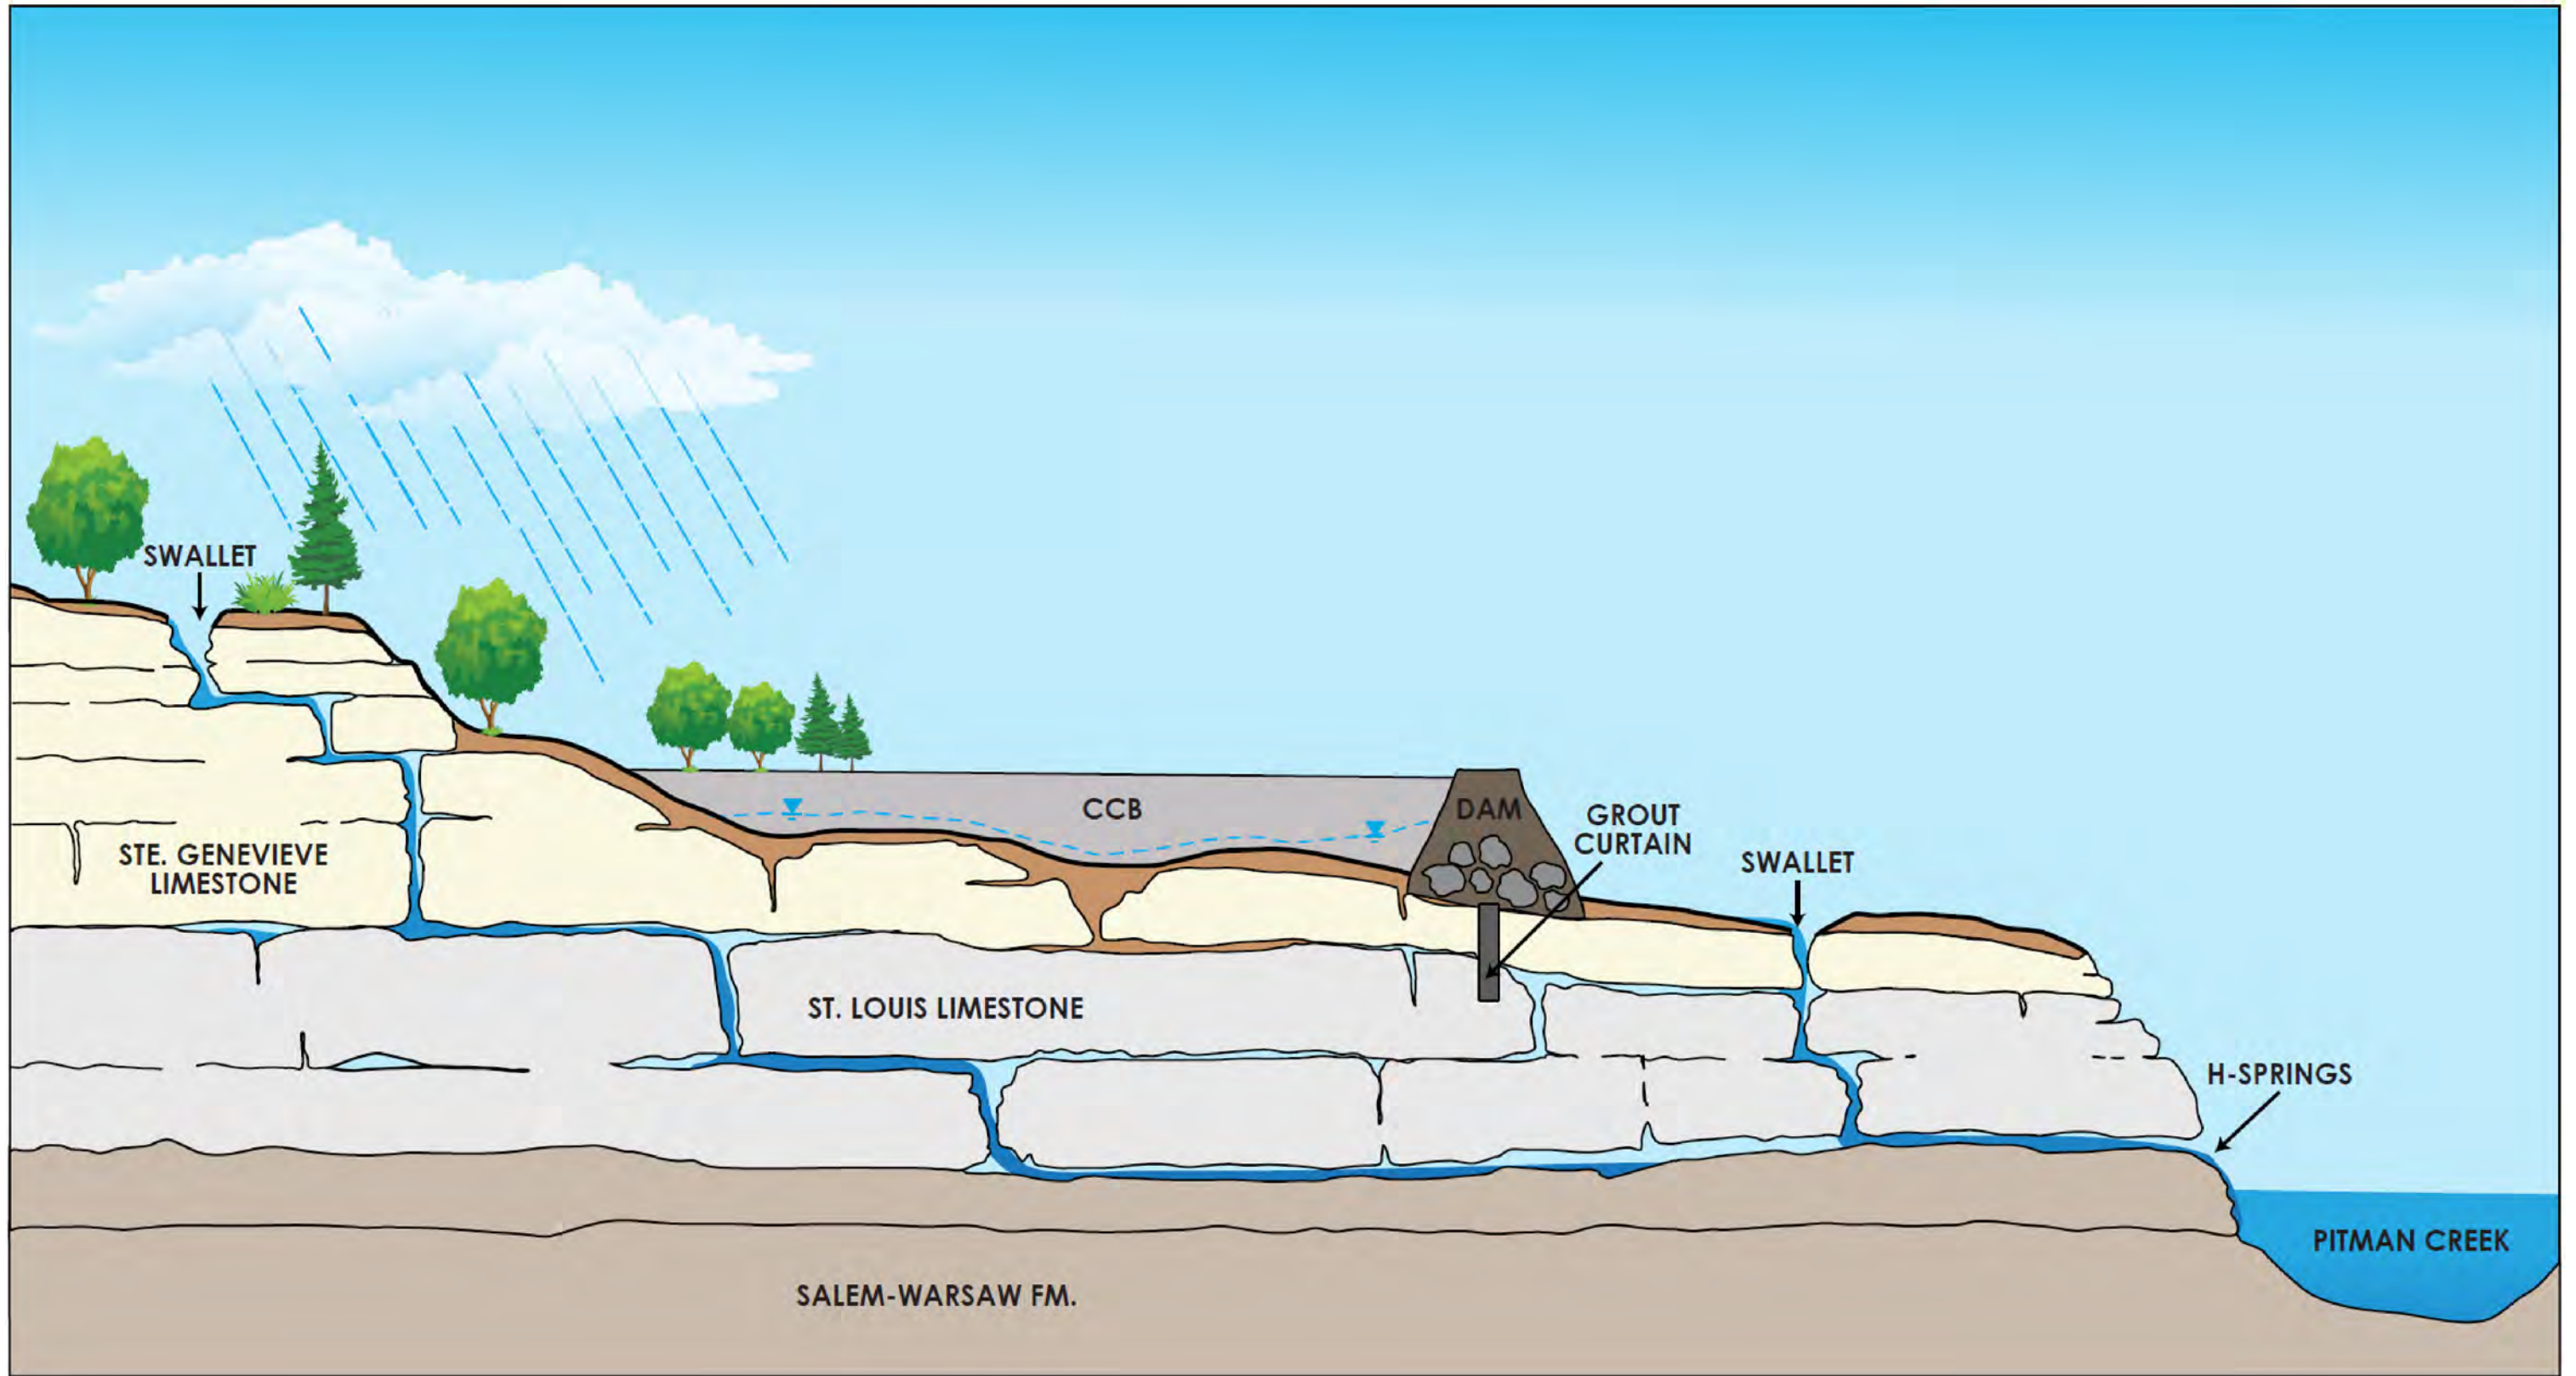 SWALLET
CCB
DAM
GROUT
CURTAIN
SWALLET
STE. GENEVIEVE
LIMESTONE
ST. LOUIS LIMESTONE
H-SPRINGS
PITMAN CREEK
SALEM-WARSAW FM.